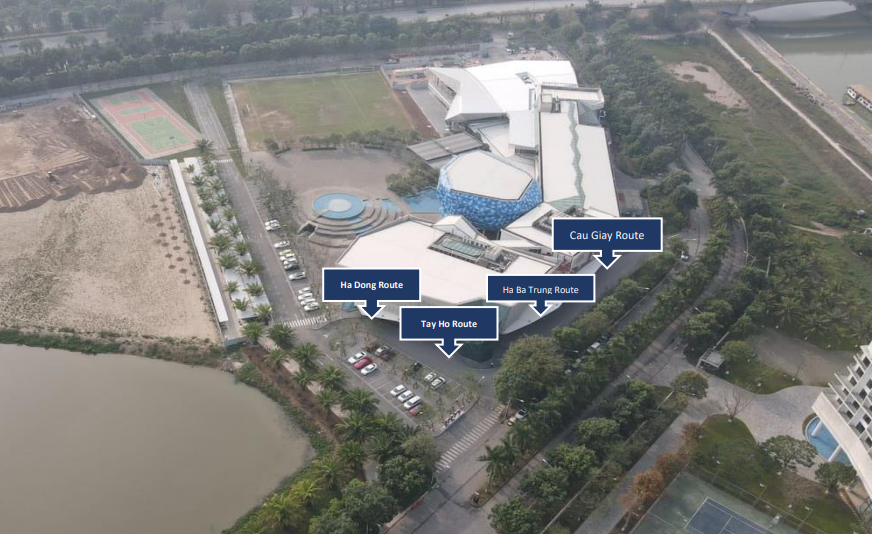 Cau Giay Route
Ha Dong Route
Ha Ba Trung Route
Tay Ho Route